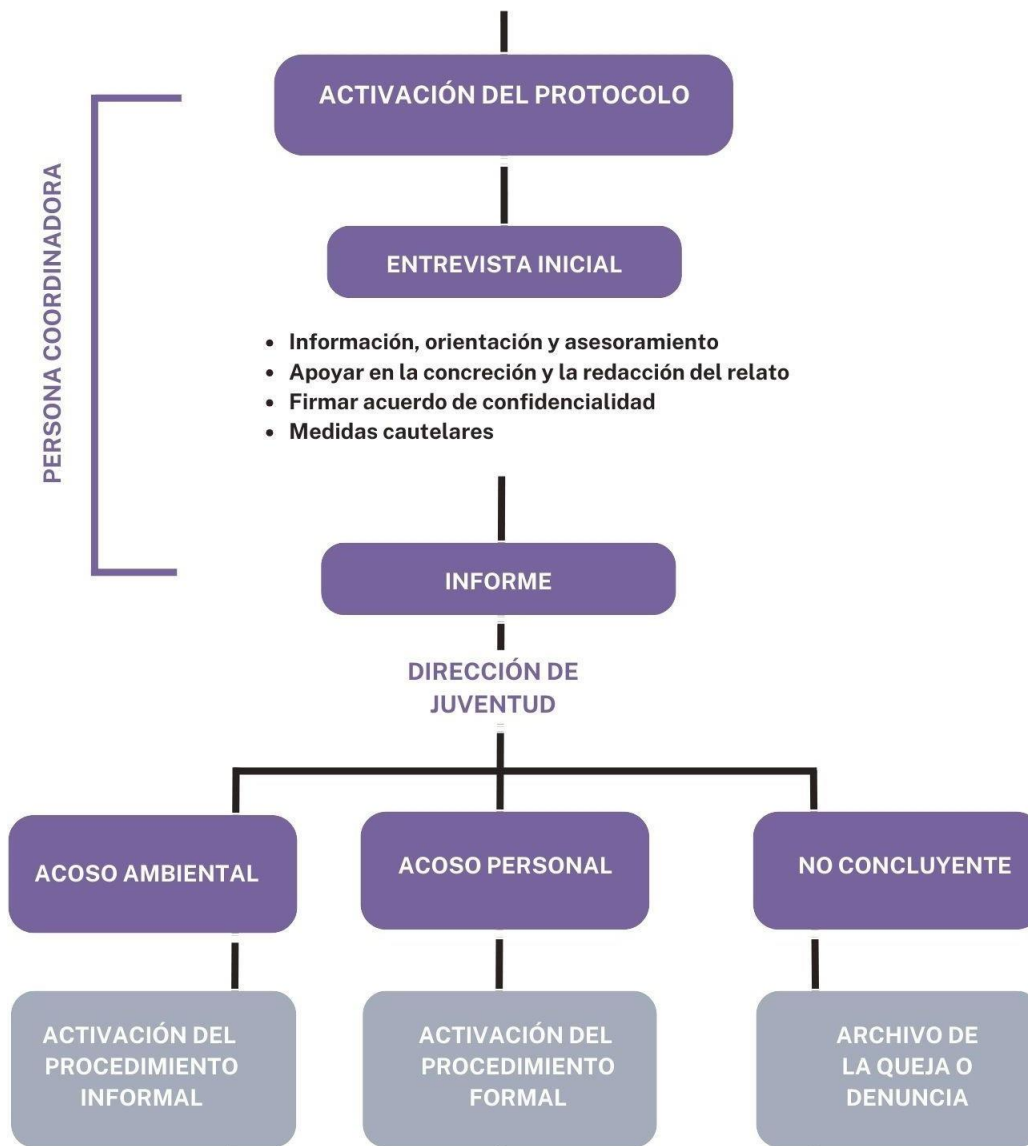 ACTIVACIÓN DEL PROTOCOLO
PERSONA COORDINADORA
ENTREVISTA INICIAL
• Información, orientación y asesoramiento
• Apoyar en la concreción y la redacción del relato
• Firmar acuerdo de confidencialidad
• Medidas cautelares
INFORME
DIRECCIÓN DE
JUVENTUD
ACOSO AMBIENTAL
ACOSO PERSONAL
NO CONCLUYENTE
ACTIVACIÓN DEL
PROCEDIMIENTO
INFORMAL
ACTIVACIÓN DEL
PROCEDIMIENTO
FORMAL
ARCHIVO DE
LA QUEJA O
DENUNCIA